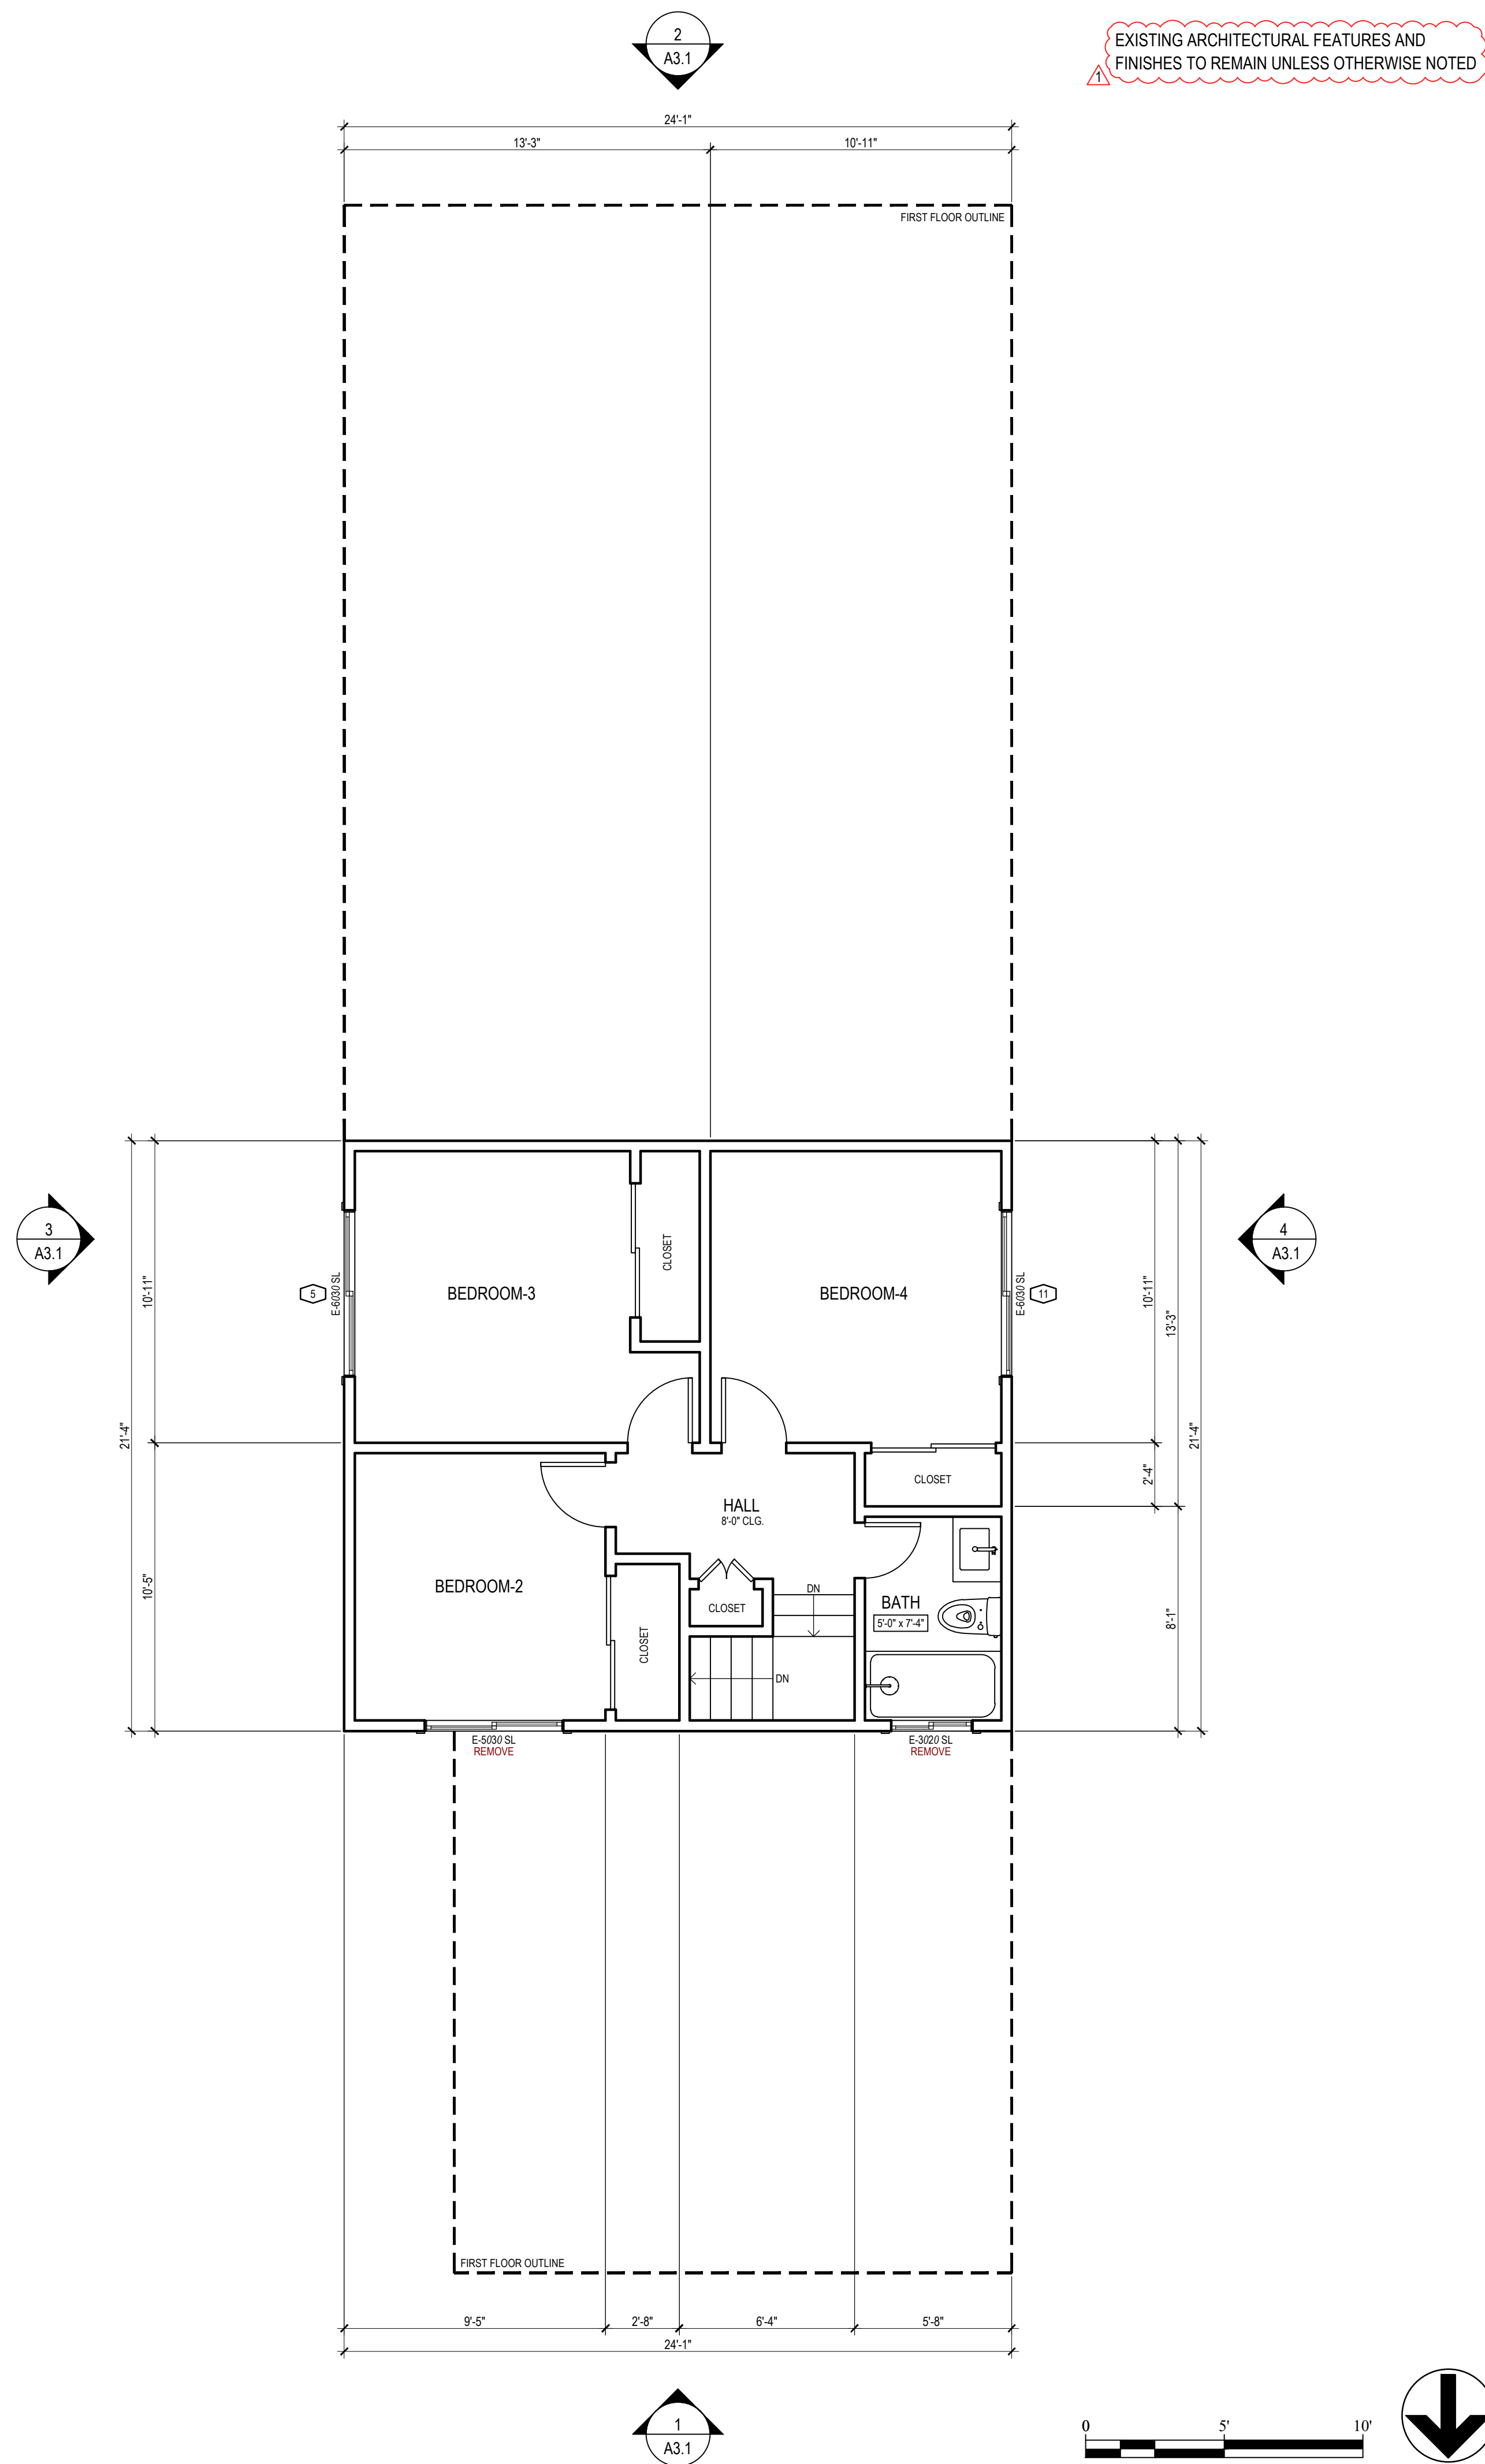 2
A3.1
EXISTING ARCHITECTURAL FEATURES AND
FINISHES TO REMAIN UNLESS OTHERWISE NOTED
1
24'-1"
13'-3"
10'-11"
FIRST FLOOR OUTLINE
3
A3.1
4
A3.1
21'-4"
10'-11"
10'-5"
5
E-6030 SL
BEDROOM-3
CLOSET
BEDROOM-4
E-6030 SL
11
10'-11"
13'-3"
2'-4"
21'-4"
8'-1"
CLOSET
HALL
8'-0" CLG.
BEDROOM-2
CLOSET
CLOSET
DN
DN
BATH
5'-0" x 7'-4"
E-5030 SL
REMOVE
E-3020 SL
REMOVE
FIRST FLOOR OUTLINE
9'-5"
2'-8"
6'-4"
5'-8"
24'-1"
1
A3.1
0
5'
10'